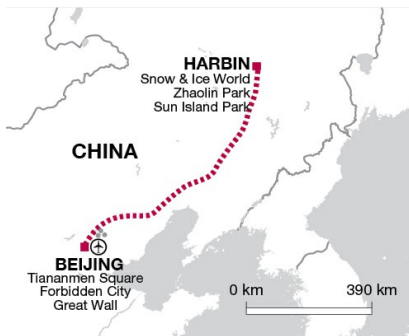 HARBIN
Snow & Ice World
Zhaolin Park
Sun Island Park
CHINA
BEIJING
Tiananmen Square
Forbidden City
Great Wall
0 km 390 km